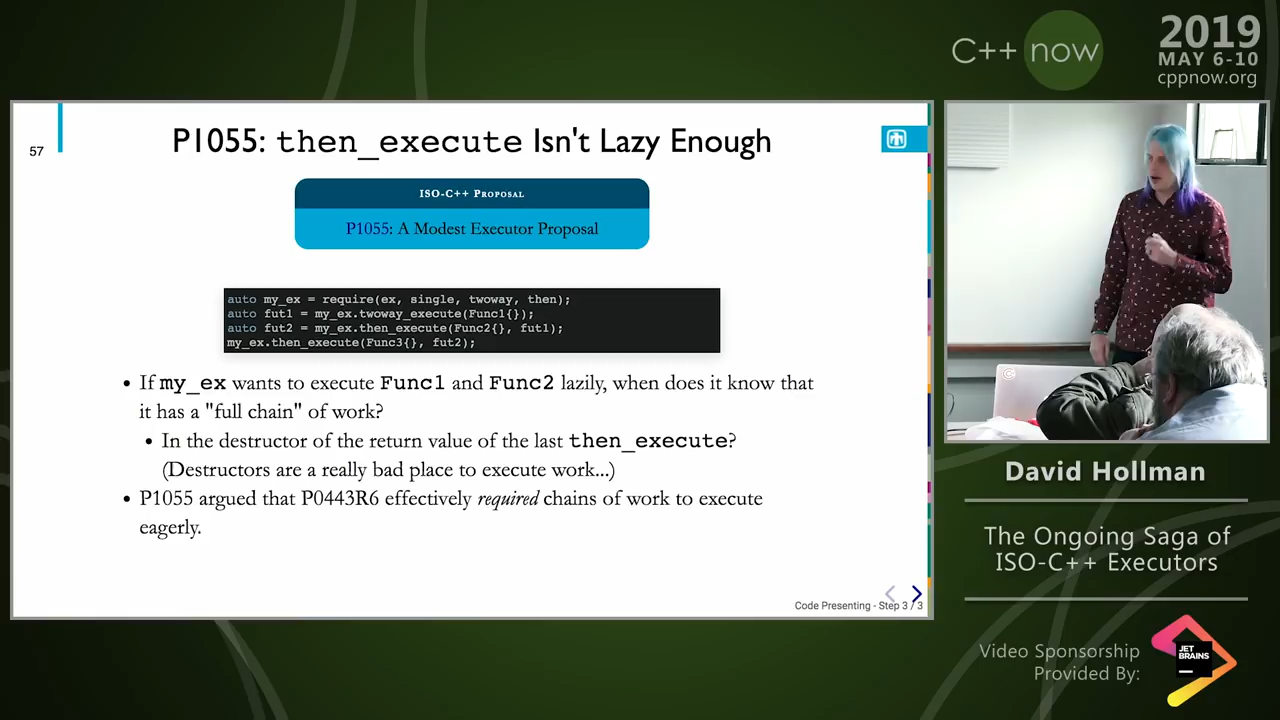 C++ now
2019
MAY 6-10
cppnow.org
57
P1055: then_execute Isn't Lazy Enough
ISO-C++ Proposal
P1055: A Modest Executor Proposal
auto my_ex = require(ex, single, twoway, then);
auto fut1 = my_ex.twoway_execute(Func1{});
auto fut2 = my_ex.then_execute(Func2{}, fut1);
my_ex.then_execute(Func3{}, fut2);
• If my_ex wants to execute Func1 and Func2 lazily, when does it know that
it has a "full chain" of work?
• In the destructor of the return value of the last then_execute?
(Destructors are a really bad place to execute work...)
• P1055 argued that P0443R6 effectively required chains of work to execute
eagerly.
Code Presenting - Step 3 / 3
David Hollman
The Ongoing Saga of
ISO-C++ Executors
Video Sponsorship
Provided By:
JET
BRAINS